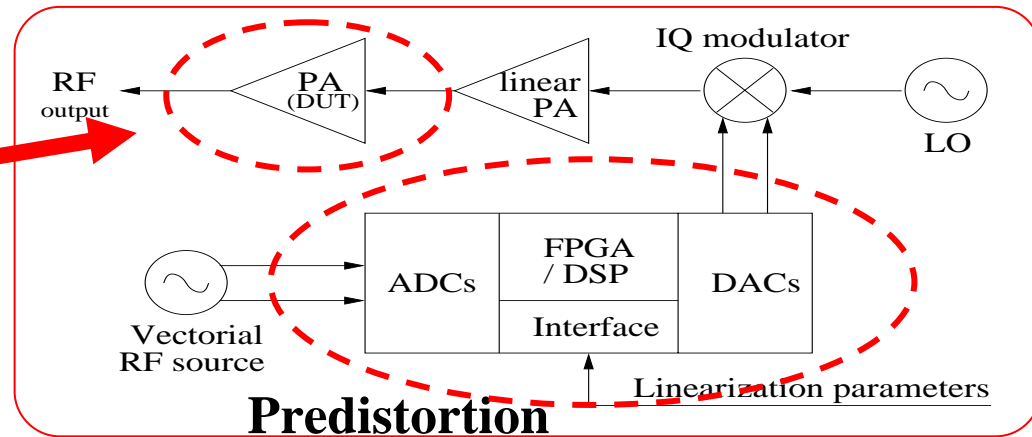 IQ modulator
RF
output
PA
(DUT)
linear
PA
LO
ADCs
FPGA
/ DSP
Interface
DACs
Vectorial
RF source
Linearization parameters
Predistortion